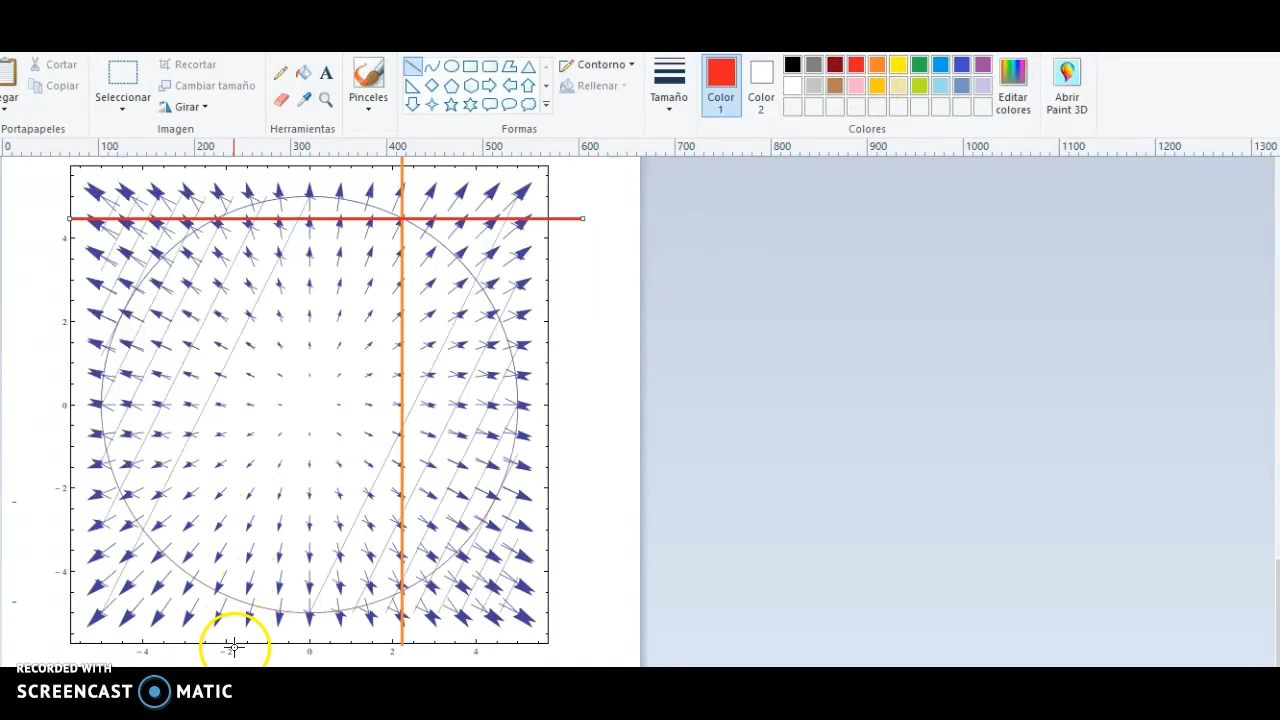 Cortar
Recortar
Contorno
egar
Copiar
Seleccionar
Cambiar tamaño
Pinceles
Rellenar
Tamaño
Color
1
Color
2
Editar
colores
Abrir
Paint 3D
Girar
A
Portapapeles
Imagen
Herramientas
Formas
Colores
0 100 200 300 400 500 600 700 800 900 1000 1100 1200 1300
4
2
0
-2
-4
-4 -2 0 2 4
RECORDED WITH
SCREENCAST MATIC